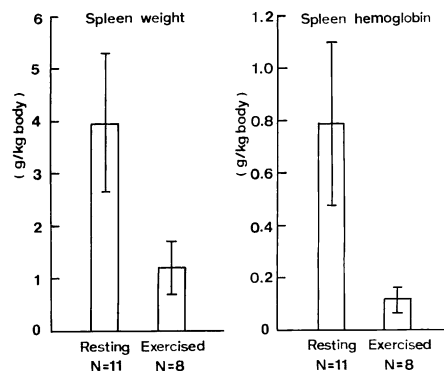 Spleen weight
6
5
4
3
2
1
0
( g/kg body)
Resting Exercised
N=11 N=8
Spleen hemoglobin
1.2
1.0
0.8
0.6
0.4
0.2
0
( g/kg body)
Resting Exercised
N=11 N=8